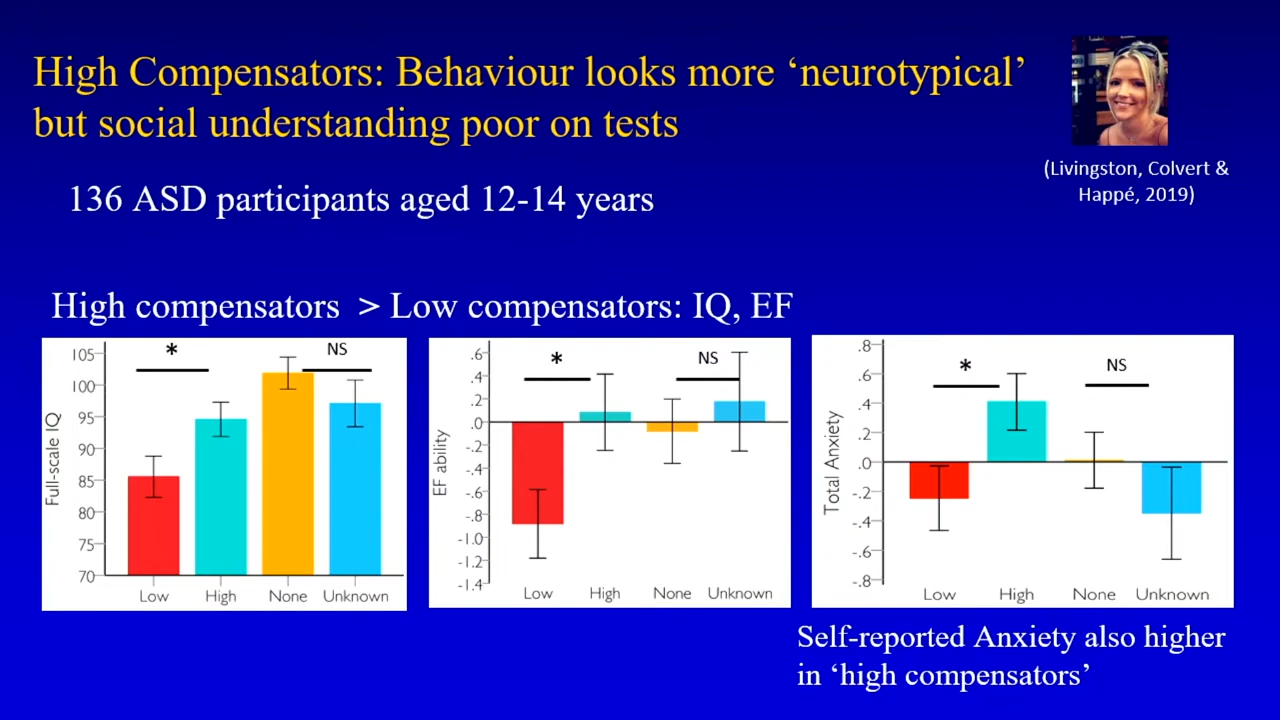 High Compensators: Behaviour looks more ‘neurotypical’
but social understanding poor on tests
(Livingston, Colvert &
Happé, 2019)
136 ASD participants aged 12-14 years
High compensators > Low compensators: IQ, EF
Full-scale IQ
105
100
95
90
85
80
75
70
*
NS
Low High None Unknown
EF ability
.6
.4
.2
.0
-.2
-.4
-.6
-.8
-1.0
-1.2
-1.4
*
NS
Low High None Unknown
Total Anxiety
.8
.6
.4
.2
.0
-.2
-.4
-.6
-.8
*
NS
Low High None Unknown
Self-reported Anxiety also higher
in ‘high compensators’